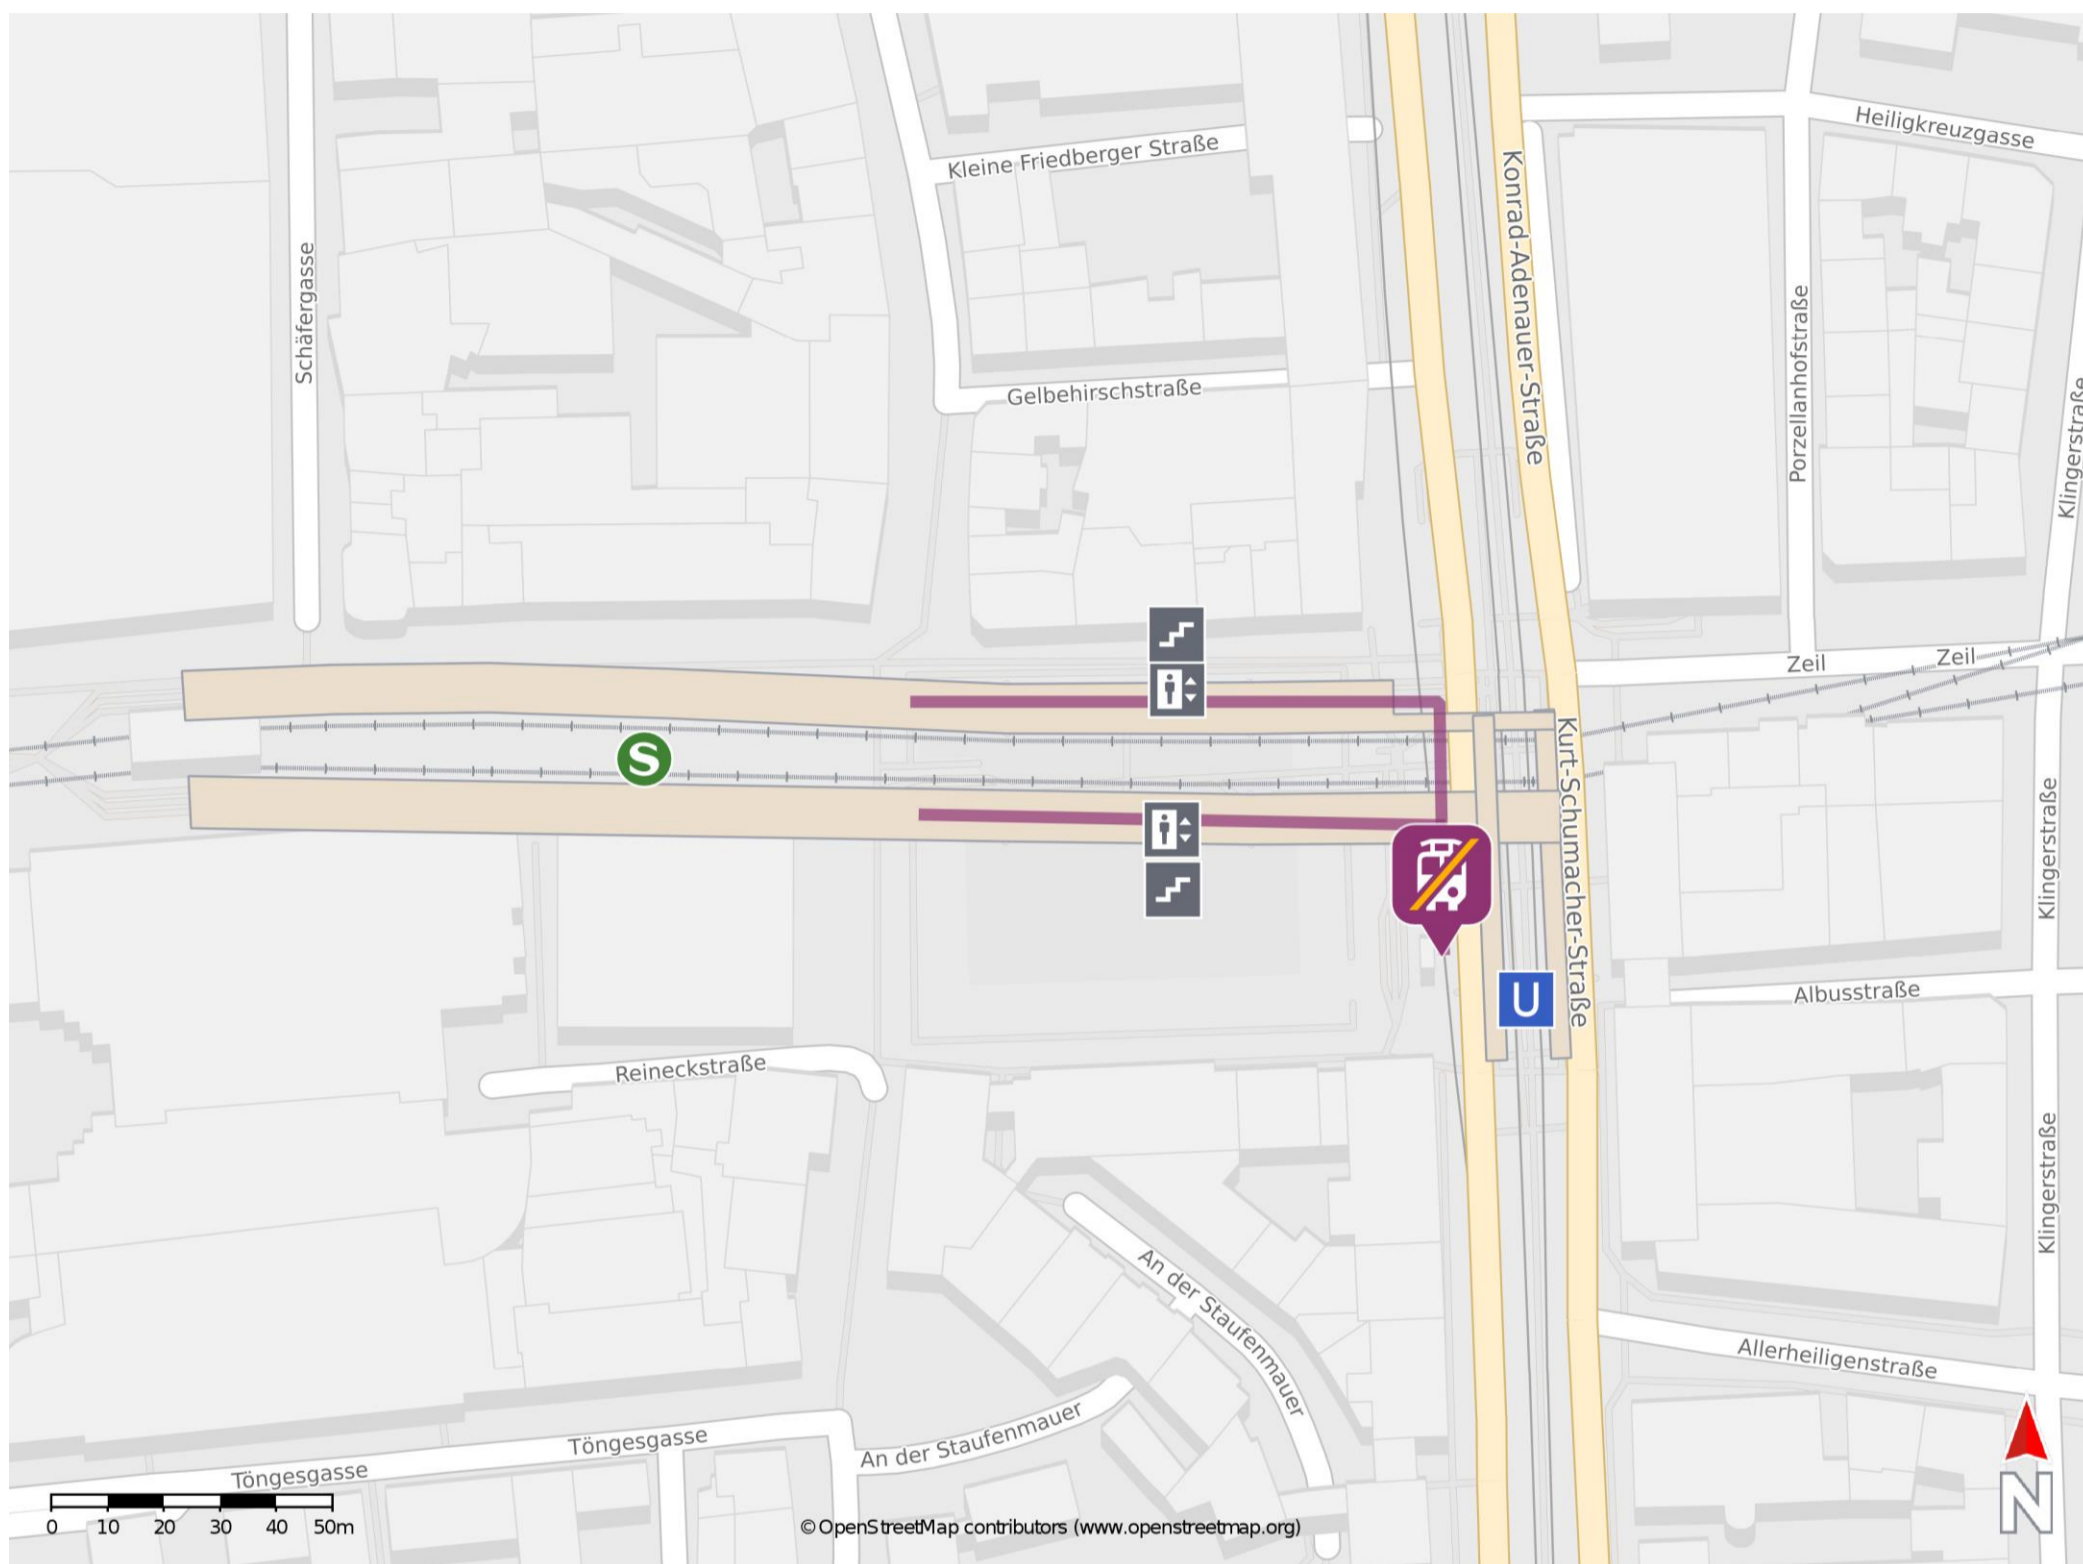 Heiligkreuzgasse
Kleine Friedberger Straße
Konrad-Adenauer-Straße
Schäfergasse
Porzellanhofstraße
Klingerstraße
Gelbehirschstraße
Zeil
Zeil
S
Kurt-Schumacher-Straße
Klingerstraße
U
Albusstraße
Reineckstraße
Klingerstraße
An der Staufenmauer
Allerheiligenstraße
An der Staufenmauer
Töngesgasse
Töngesgasse
0 10 20 30 40 50m
© OpenStreetMap contributors (www.openstreetmap.org)
N